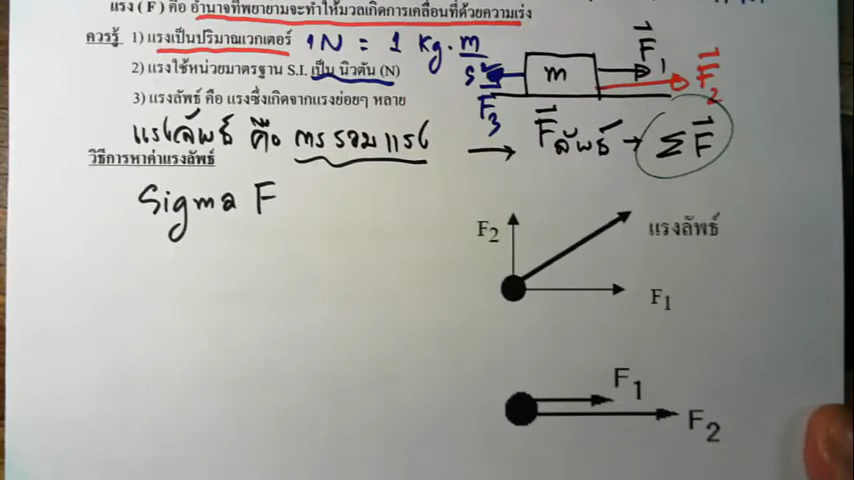 แรง ( F ) คือ อำนาจที่พยายามจะทำให้มวลเกิดการเคลื่อนที่ด้วยความเร่ง
ควรรู้ 1) แรงเป็นปริมาณเวกเตอร์ 1N = 1 kg. m
s²
2) แรงใช้หน่วยมาตรฐาน S.I. เป็น นิวตัน (N)
m
F₁
F₂
F₃
3) แรงลัพธ์ คือ แรงซึ่งเกิดจากแรงย่อยๆ หลาย
แรงลัพธ์ คือ การรวมแรง → F ลัพธ์ → ΣF
วิธีการหาค่าแรงลัพธ์
Sigma F
F₂
แรงลัพธ์
F₁
F₁
F₂